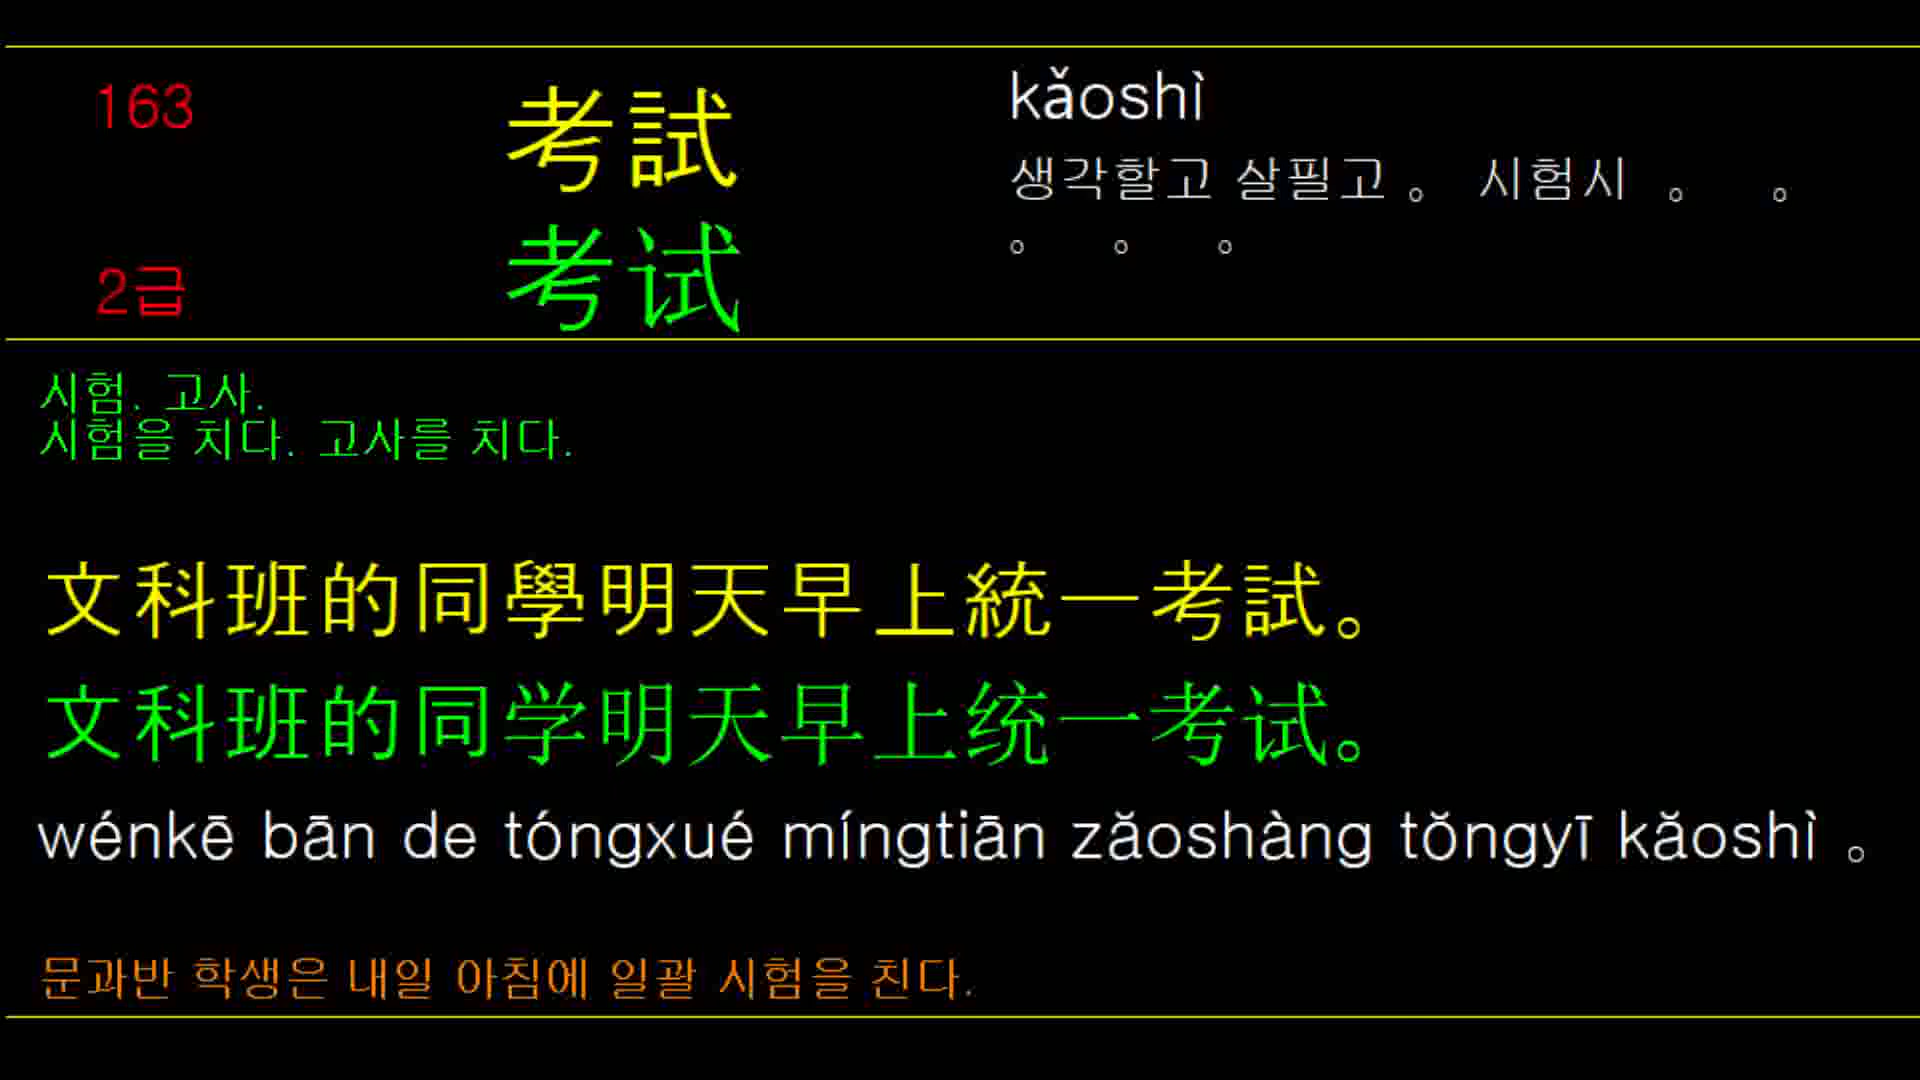 163
考試
kǎoshì
생각할고 살필고 。 시험시 。 。
。 。 。
2급
考试
시험. 고사.
시험을 치다. 고사를 치다.
文科班的同學明天早上統一考試。
文科班的同学明天早上统一考试。
wénkē bān de tóngxué míngtiān zǎoshàng tǒngyī kǎoshì 。
문과반 학생은 내일 아침에 일괄 시험을 친다.